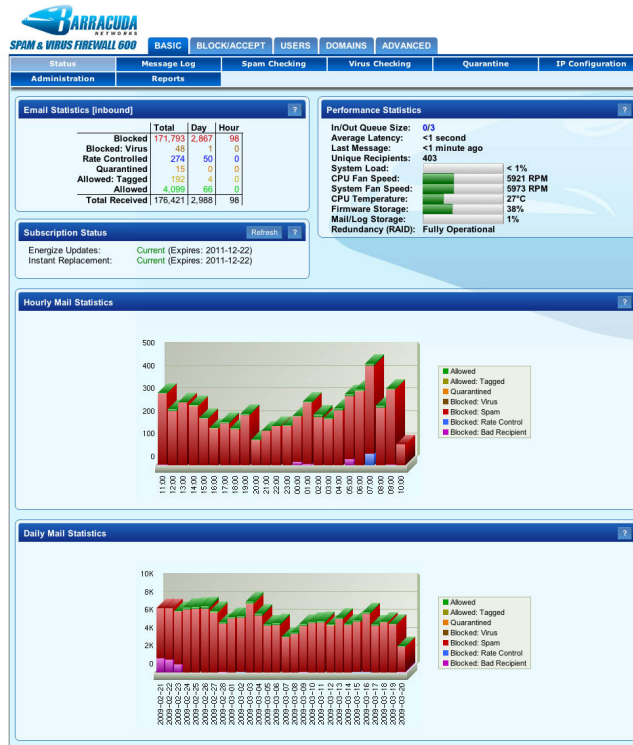 BARRACUDA
NETWORKS
SPAM & VIRUS FIREWALL 600
BASIC BLOCK/ACCEPT USERS DOMAINS ADVANCED
Status Message Log Spam Checking Virus Checking Quarantine IP Configuration
Administration Reports
Email Statistics [inbound] ?
Total Day Hour
Blocked 171,793 2,867 98
Blocked: Virus 48 1 0
Rate Controlled 274 50 0
Quarantined 15 0 0
Allowed: Tagged 192 4 0
Allowed 4,099 66 0
Total Received 176,421 2,988 98
Performance Statistics ?
In/Out Queue Size: 0/3
Average Latency: <1 second
Last Message: <1 minute ago
Unique Recipients: 403
System Load: < 1%
CPU Fan Speed: 5921 RPM
System Fan Speed: 5973 RPM
CPU Temperature: 27°C
Firmware Storage: 38%
Mail/Log Storage: 1%
Redundancy (RAID): Fully Operational
Subscription Status Refresh ?
Energize Updates: Current (Expires: 2011-12-22)
Instant Replacement: Current (Expires: 2011-12-22)
Hourly Mail Statistics ?
500
400
300
200
100
0
11:00 12:00 13:00 14:00 15:00 16:00 17:00 18:00 19:00 20:00 21:00 22:00 23:00 00:00 01:00 02:00 03:00 04:00 05:00 06:00 07:00 08:00 09:00 10:00
Allowed
Allowed: Tagged
Quarantined
Blocked: Virus
Blocked: Spam
Blocked: Rate Control
Blocked: Bad Recipient
Daily Mail Statistics ?
10K
8K
6K
4K
2K
0
2009-02-21 2009-02-22 2009-02-23 2009-02-24 2009-02-25 2009-02-26 2009-02-27 2009-02-28 2009-03-01 2009-03-02 2009-03-03 2009-03-04 2009-03-05 2009-03-06 2009-03-07 2009-03-08 2009-03-09 2009-03-10 2009-03-11 2009-03-12 2009-03-13 2009-03-14 2009-03-15 2009-03-16 2009-03-17 2009-03-18 2009-03-19 2009-03-20
Allowed
Allowed: Tagged
Quarantined
Blocked: Virus
Blocked: Spam
Blocked: Rate Control
Blocked: Bad Recipient